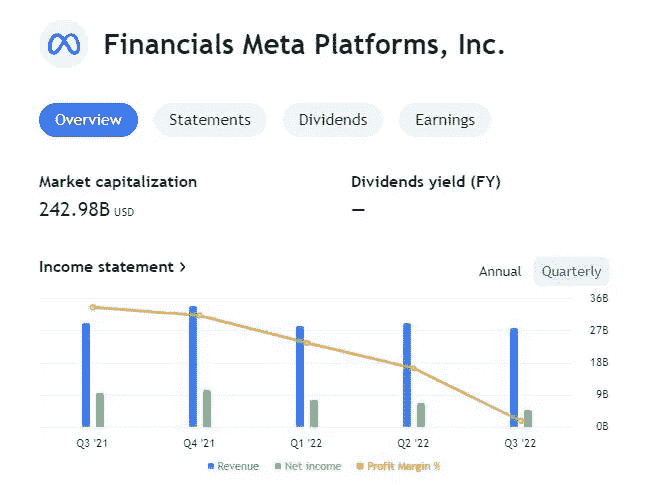 Financials Meta Platforms, Inc.
Overview Statements Dividends Earnings
Market capitalization Dividends yield (FY)
242.98B USD —
Income statement >
Annual Quarterly
36B
27B
18B
9B
0B
Q3 '21 Q4 '21 Q1 '22 Q2 '22 Q3 '22
Revenue Net income Profit Margin %